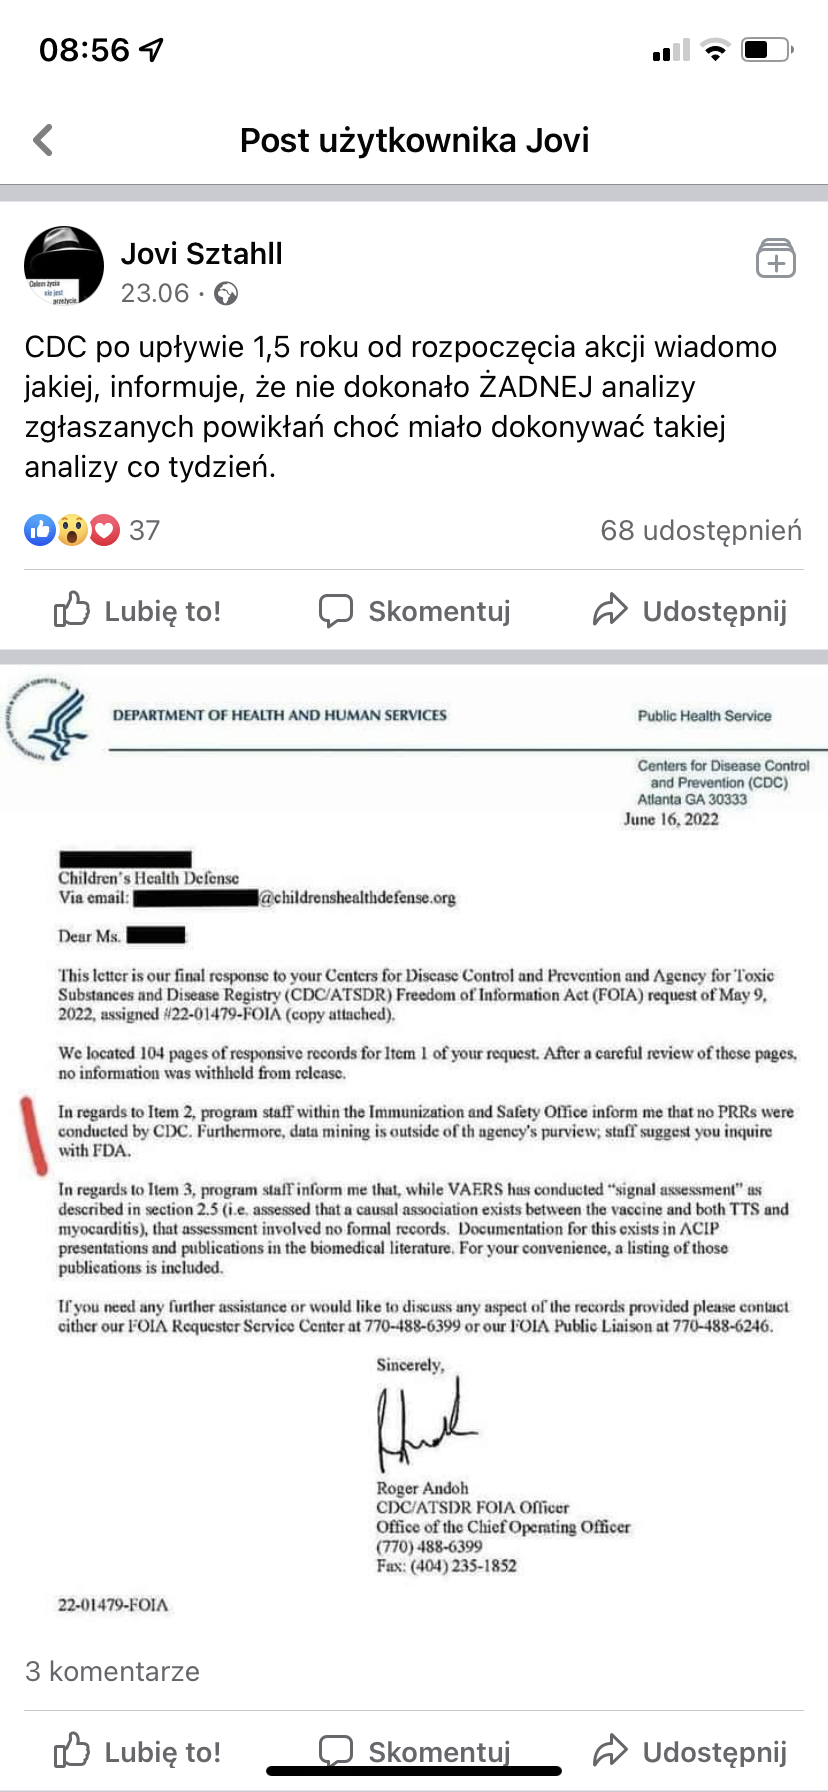 08:56
Post użytkownika Jovi
Jovi Sztahll
23.06 ·
Celem życia
nie jest
przeżycie.
CDC po upływie 1,5 roku od rozpoczęcia akcji wiadomo
jakiej, informuje, że nie dokonało ŻADNEJ analizy
zgłaszanych powikłań choć miało dokonywać takiej
analizy co tydzień.
37
68 udostępnień
Lubię to!
Skomentuj
Udostępnij
DEPARTMENT OF HEALTH AND HUMAN SERVICES
Public Health Service
Centers for Disease Control
and Prevention (CDC)
Atlanta GA 30333
June 16, 2022
Children's Health Defense
Via email: @childrenshealthdefense.org
Dear Ms.
This letter is our final response to your Centers for Disease Control and Prevention and Agency for Toxic
Substances and Disease Registry (CDC/ATSDR) Freedom of Information Act (FOIA) request of May 9,
2022, assigned #22-01479-FOIA (copy attached).
We located 104 pages of responsive records for Item 1 of your request. After a careful review of these pages,
no information was withheld from release.
In regards to Item 2, program staff within the Immunization and Safety Office inform me that no PRRs were
conducted by CDC. Furthermore, data mining is outside of th agency's purview; staff suggest you inquire
with FDA.
In regards to Item 3, program staff inform me that, while VAERS has conducted "signal assessment" as
described in section 2.5 (i.e. assessed that a causal association exists between the vaccine and both TTS and
myocarditis), that assessment involved no formal records. Documentation for this exists in ACIP
presentations and publications in the biomedical literature. For your convenience, a listing of those
publications is included.
If you need any further assistance or would like to discuss any aspect of the records provided please contact
either our FOIA Requester Service Center at 770-488-6399 or our FOIA Public Liaison at 770-488-6246.
Sincerely,
Roger Andoh
CDC/ATSDR FOIA Officer
Office of the Chief Operating Officer
(770) 488-6399
Fax: (404) 235-1852
22-01479-FOIA
3 komentarze
Lubię to!
Skomentuj
Udostępnij